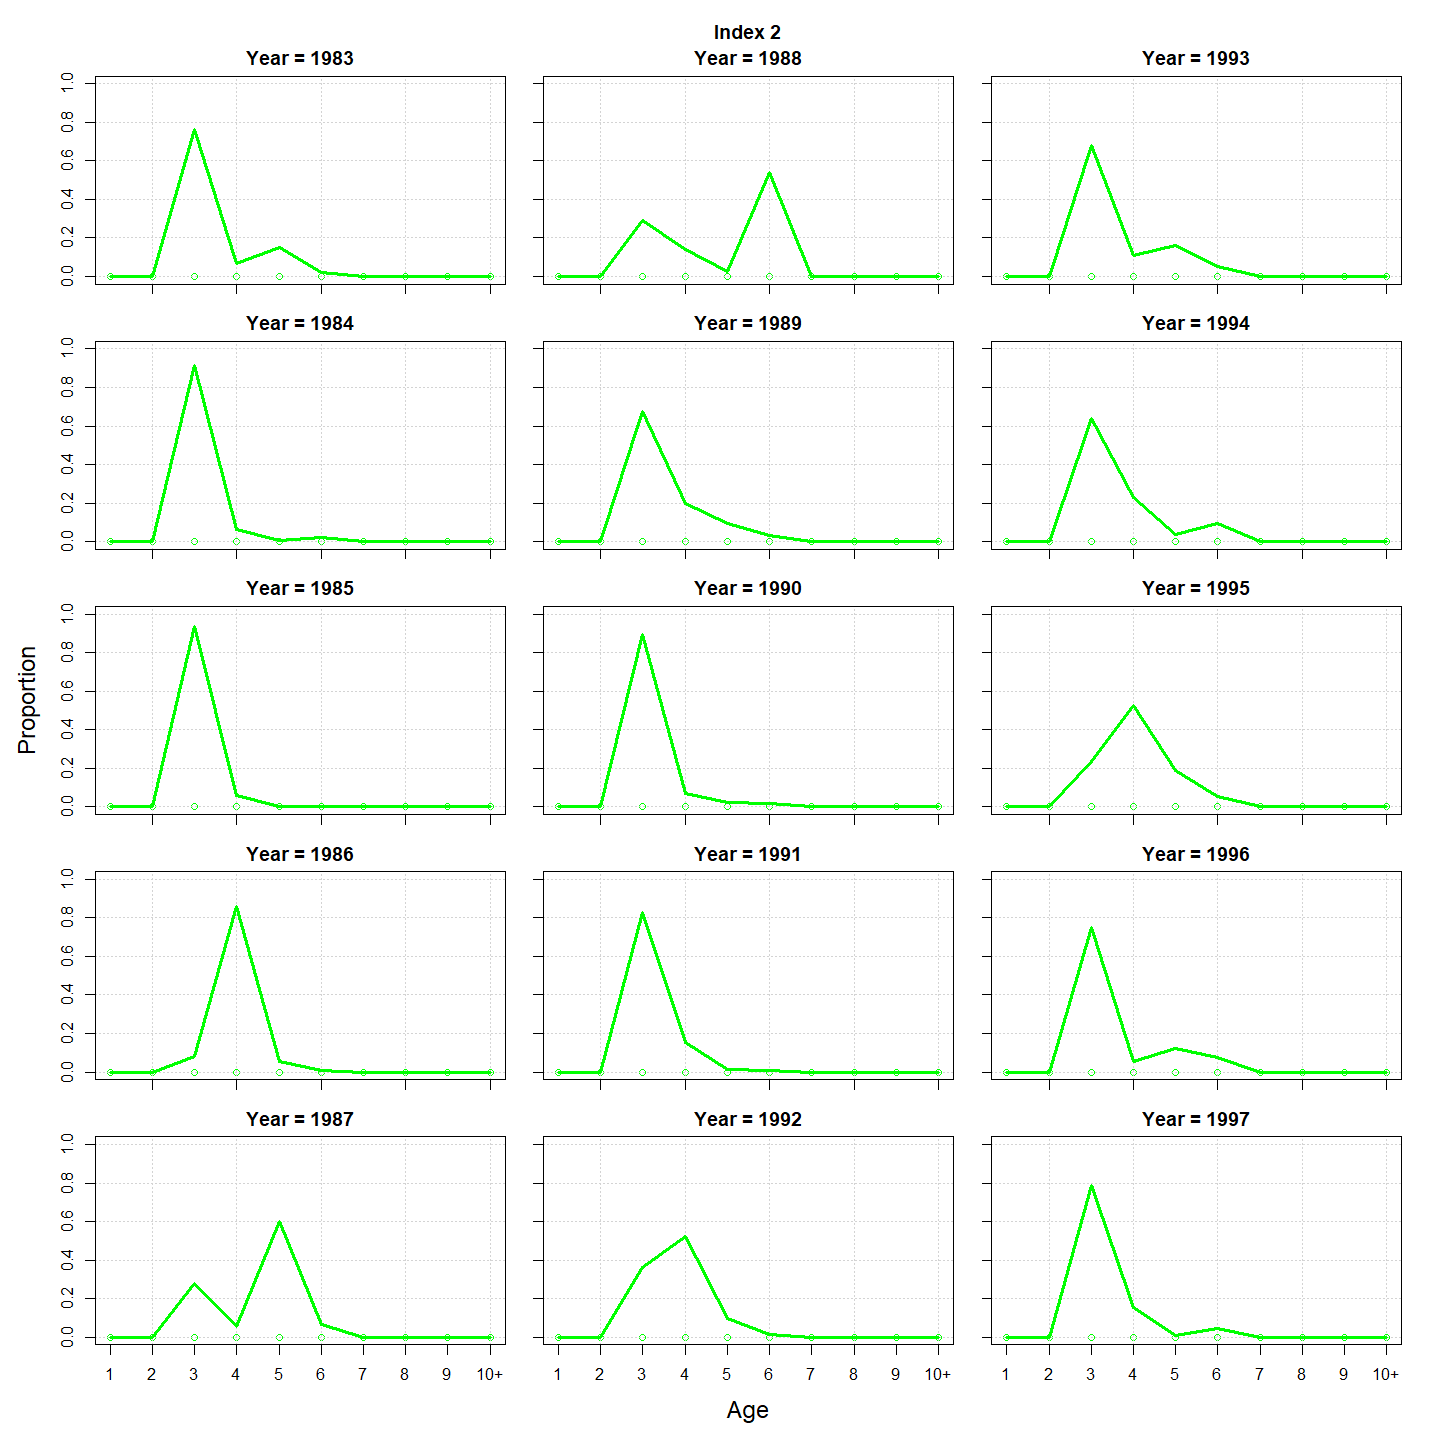 Index 2
Year = 1983 Year = 1988 Year = 1993
0.0 0.2 0.4 0.6 0.8 1.0
Year = 1984 Year = 1989 Year = 1994
0.0 0.2 0.4 0.6 0.8 1.0
Year = 1985 Year = 1990 Year = 1995
0.0 0.2 0.4 0.6 0.8 1.0
Proportion
Year = 1986 Year = 1991 Year = 1996
0.0 0.2 0.4 0.6 0.8 1.0
Year = 1987 Year = 1992 Year = 1997
0.0 0.2 0.4 0.6 0.8 1.0
1 2 3 4 5 6 7 8 9 10+ 1 2 3 4 5 6 7 8 9 10+ 1 2 3 4 5 6 7 8 9 10+
Age